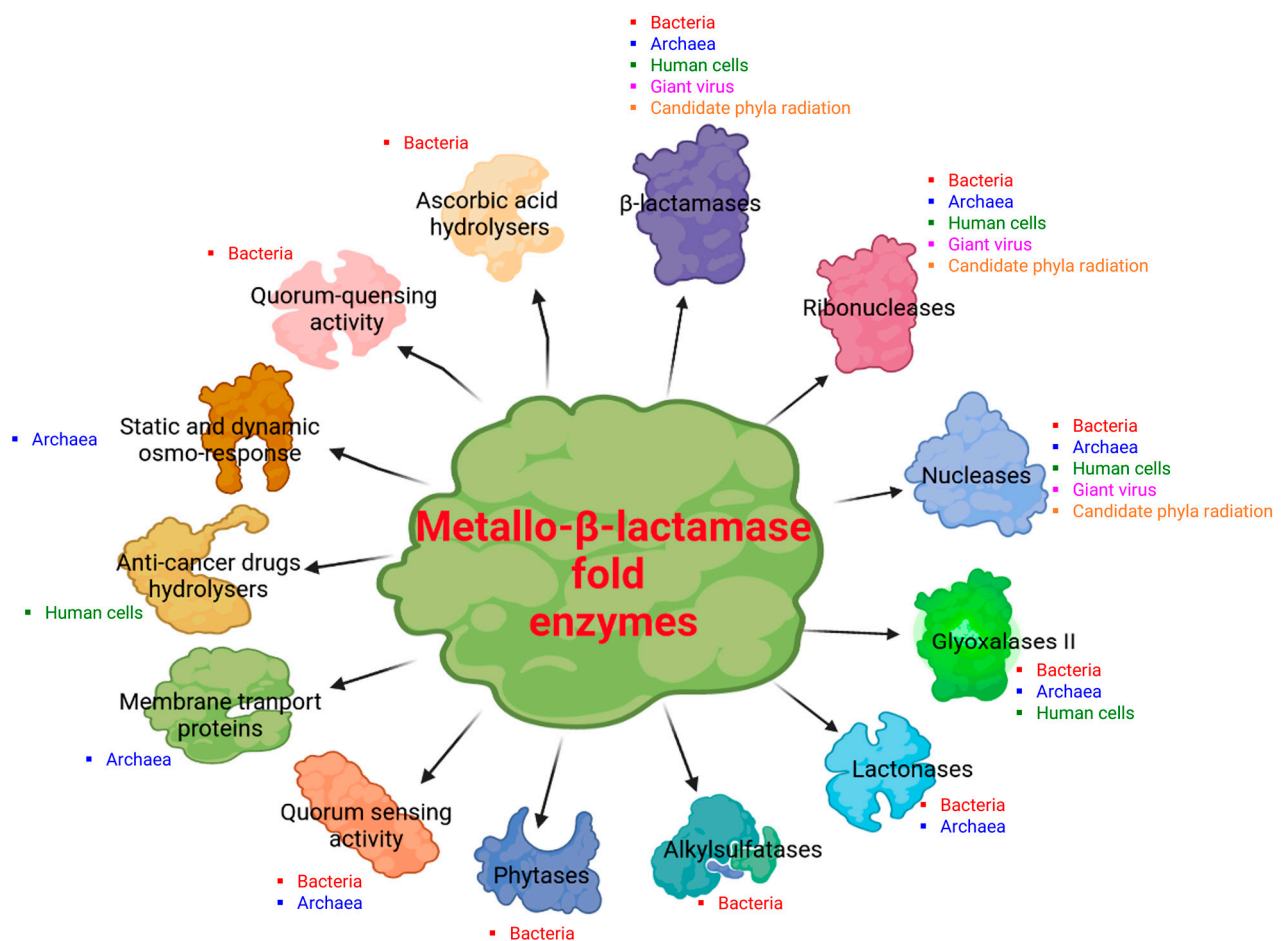 Bacteria
Archaea
Human cells
Giant virus
Candidate phyla radiation
β-lactamases
Bacteria
Archaea
Human cells
Giant virus
Candidate phyla radiation
Ribonucleases
Bacteria
Archaea
Human cells
Giant virus
Candidate phyla radiation
Nucleases
Glyoxalases II
Bacteria
Archaea
Human cells
Lactonases
Bacteria
Archaea
Alkylsulfatases
Bacteria
Phytases
Bacteria
Quorum sensing
activity
Bacteria
Archaea
Membrane tranport
proteins
Archaea
Anti-cancer drugs
hydrolysers
Human cells
Static and dynamic
osmo-response
Archaea
Bacteria
Quorum-quensing
activity
Bacteria
Ascorbic acid
hydrolysers
Metallo-β-lactamase
fold
enzymes